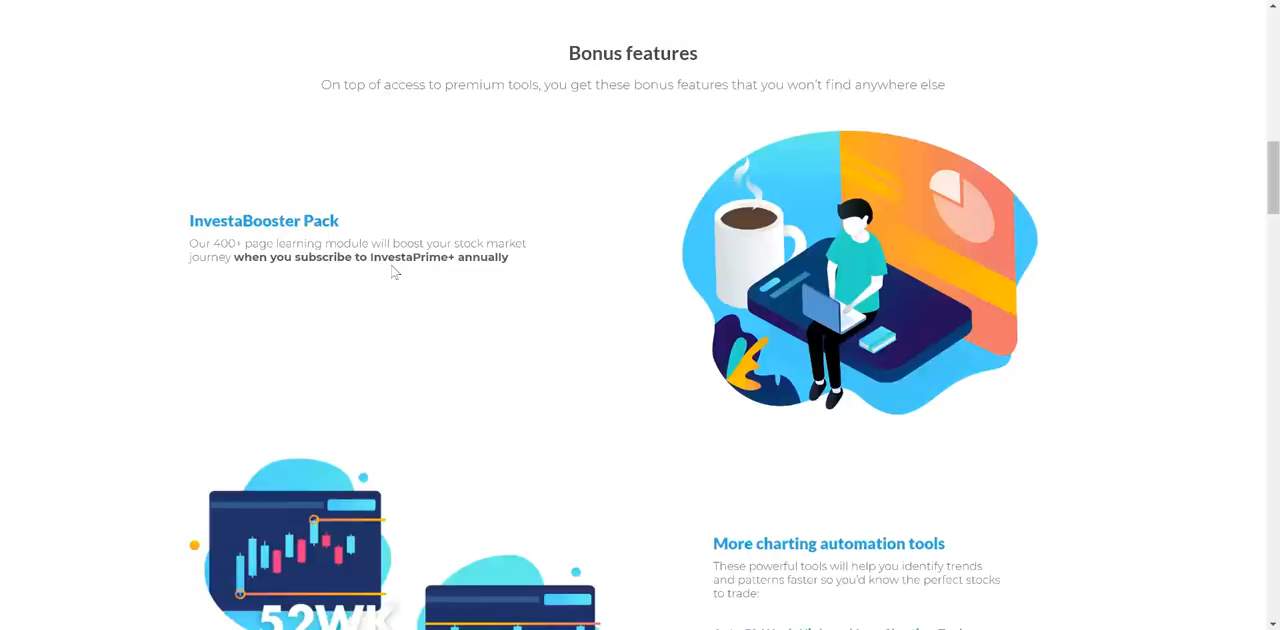 Bonus features
On top of access to premium tools, you get these bonus features that you won't find anywhere else
InvestaBooster Pack
Our 400+ page learning module will boost your stock market
journey when you subscribe to InvestaPrime+ annually
52WK
More charting automation tools
These powerful tools will help you identify trends
and patterns faster so you'd know the perfect stocks
to trade: